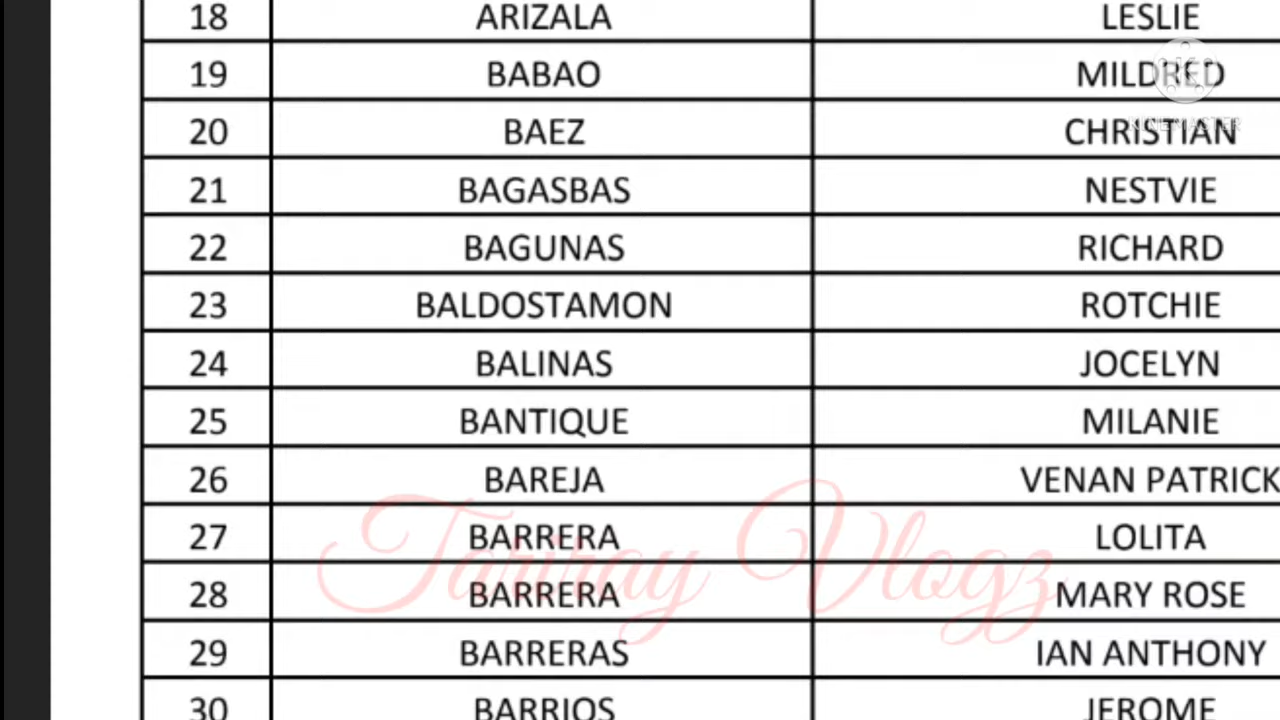 18 ARIZALA LESLIE
19 BABAO MILDRED
20 BAEZ CHRISTIAN
21 BAGASBAS NESTVIE
22 BAGUNAS RICHARD
23 BALDOSTAMON ROTCHIE
24 BALINAS JOCELYN
25 BANTIQUE MILANIE
26 BAREJA VENAN PATRICK
27 BARRERA LOLITA
28 BARRERA MARY ROSE
29 BARRERAS IAN ANTHONY
30 BARRIOS JEROME
KINEMASTER
Vlogz